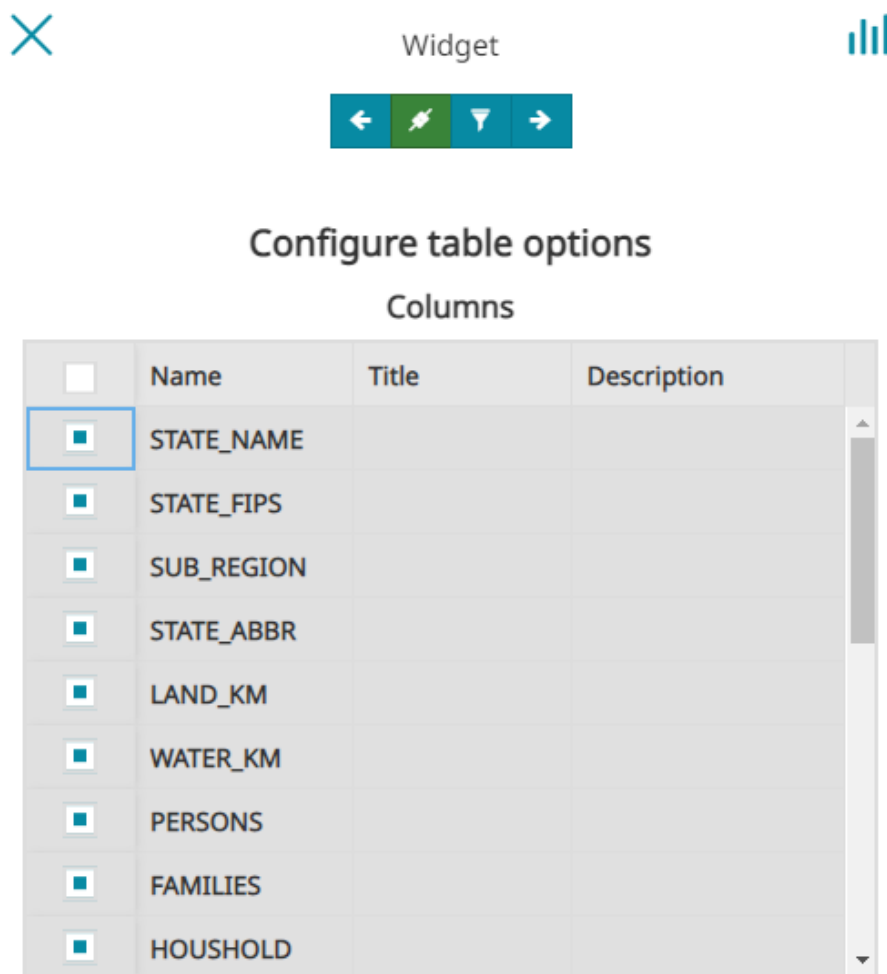 Widget
Configure table options
Columns
Name Title Description
STATE_NAME
STATE_FIPS
SUB_REGION
STATE_ABBR
LAND_KM
WATER_KM
PERSONS
FAMILIES
HOUSHOLD